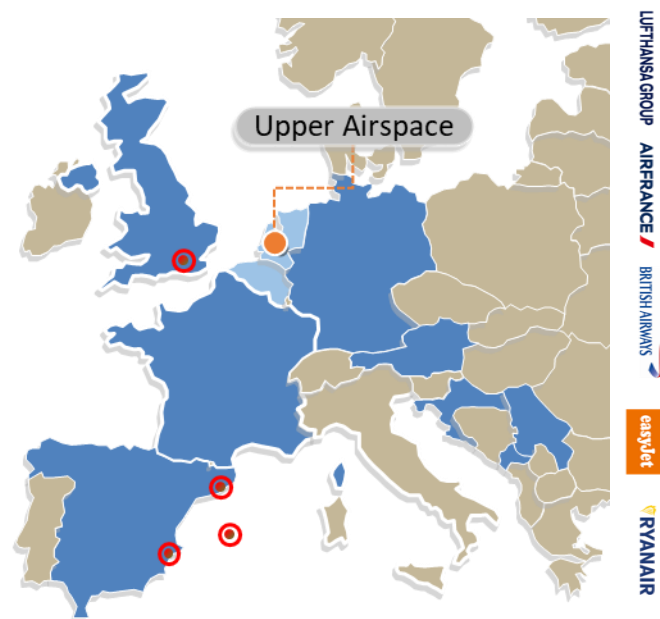 Upper Airspace
LUFTHANSA GROUP
AIRFRANCE
BRITISH AIRWAYS
easyJet
RYANAIR